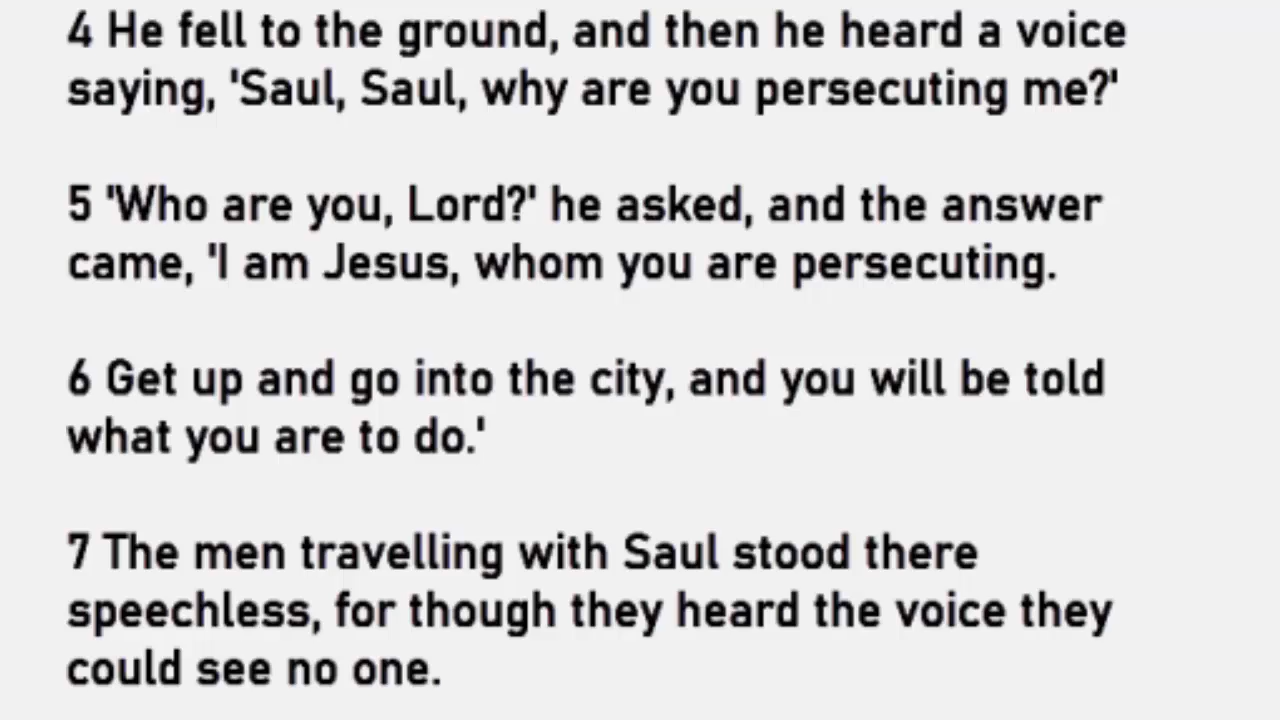 4 He fell to the ground, and then he heard a voice
saying, 'Saul, Saul, why are you persecuting me?'
5 'Who are you, Lord?' he asked, and the answer
came, 'I am Jesus, whom you are persecuting.
6 Get up and go into the city, and you will be told
what you are to do.'
7 The men travelling with Saul stood there
speechless, for though they heard the voice they
could see no one.